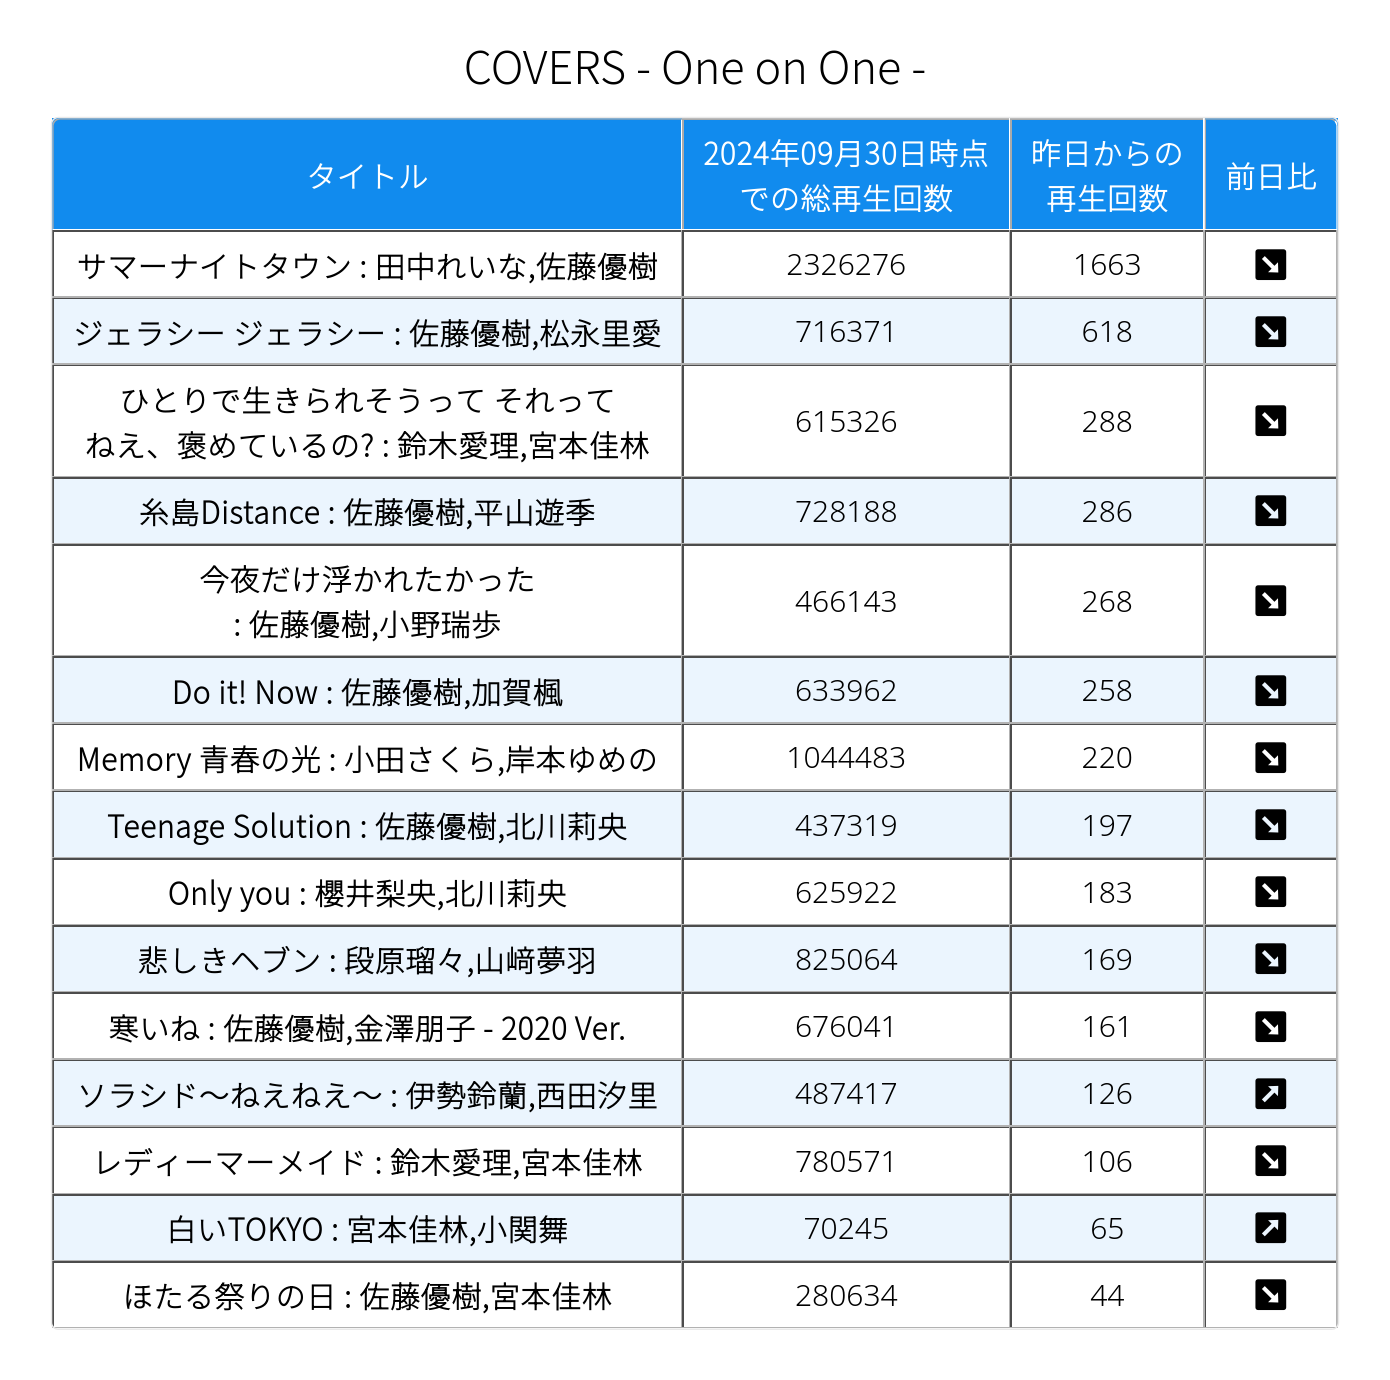 COVERS - One on One -
タイトル
2024年09月30日時点
での総再生回数
昨日からの
再生回数
前日比
サマーナイトタウン : 田中れいな,佐藤優樹
2326276
1663
ジェラシー ジェラシー : 佐藤優樹,松永里愛
716371
618
ひとりで生きられそうって それって
ねえ、褒めているの? : 鈴木愛理,宮本佳林
615326
288
糸島Distance : 佐藤優樹,平山遊季
728188
286
今夜だけ浮かれたかった
: 佐藤優樹,小野瑞歩
466143
268
Do it! Now : 佐藤優樹,加賀楓
633962
258
Memory 青春の光 : 小田さくら,岸本ゆめの
1044483
220
Teenage Solution : 佐藤優樹,北川莉央
437319
197
Only you : 櫻井梨央,北川莉央
625922
183
悲しきヘブン : 段原瑠々,山﨑夢羽
825064
169
寒いね : 佐藤優樹,金澤朋子 - 2020 Ver.
676041
161
ソラシド〜ねえねえ〜 : 伊勢鈴蘭,西田汐里
487417
126
レディーマーメイド : 鈴木愛理,宮本佳林
780571
106
白いTOKYO : 宮本佳林,小関舞
70245
65
ほたる祭りの日 : 佐藤優樹,宮本佳林
280634
44